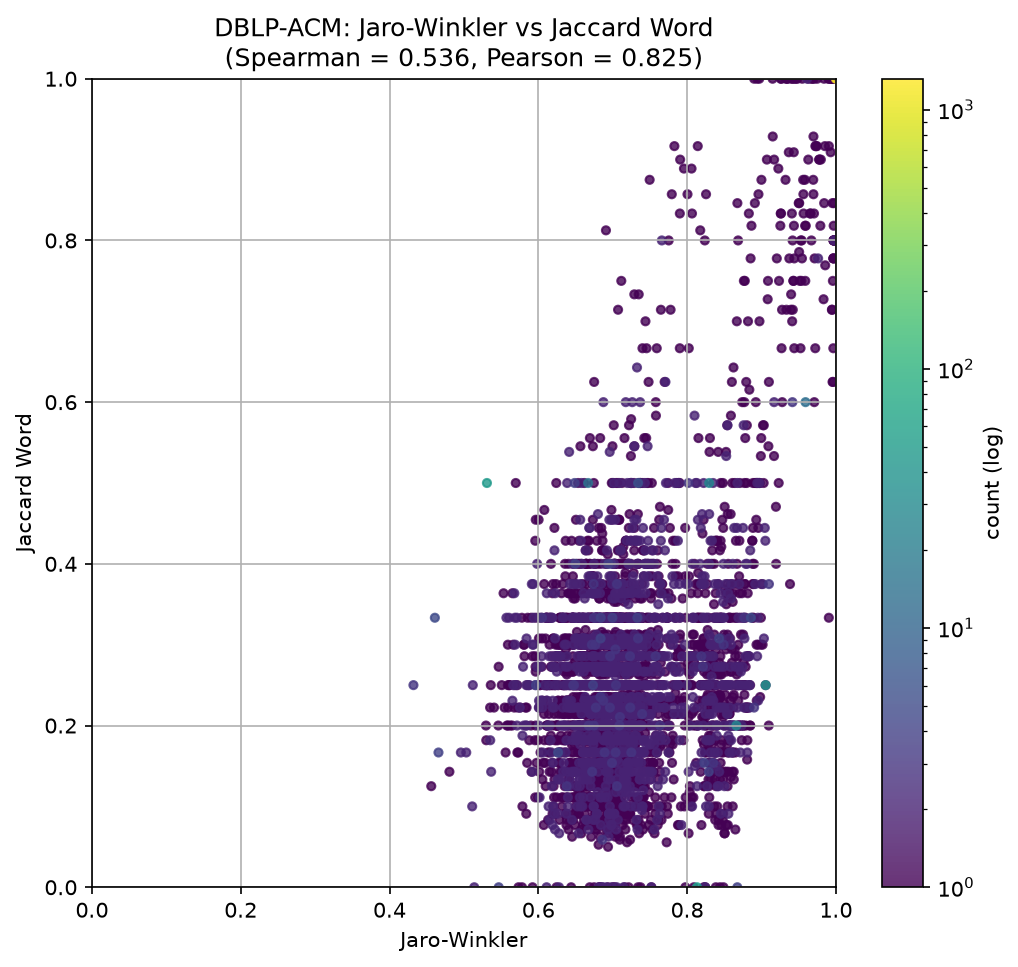 DBLP-ACM: Jaro-Winkler vs Jaccard Word
(Spearman = 0.536, Pearson = 0.825)
1.0
0.8
0.6
0.4
0.2
0.0
Jaccard Word
0.0 0.2 0.4 0.6 0.8 1.0
Jaro-Winkler
10³
10²
10¹
10⁰
count (log)